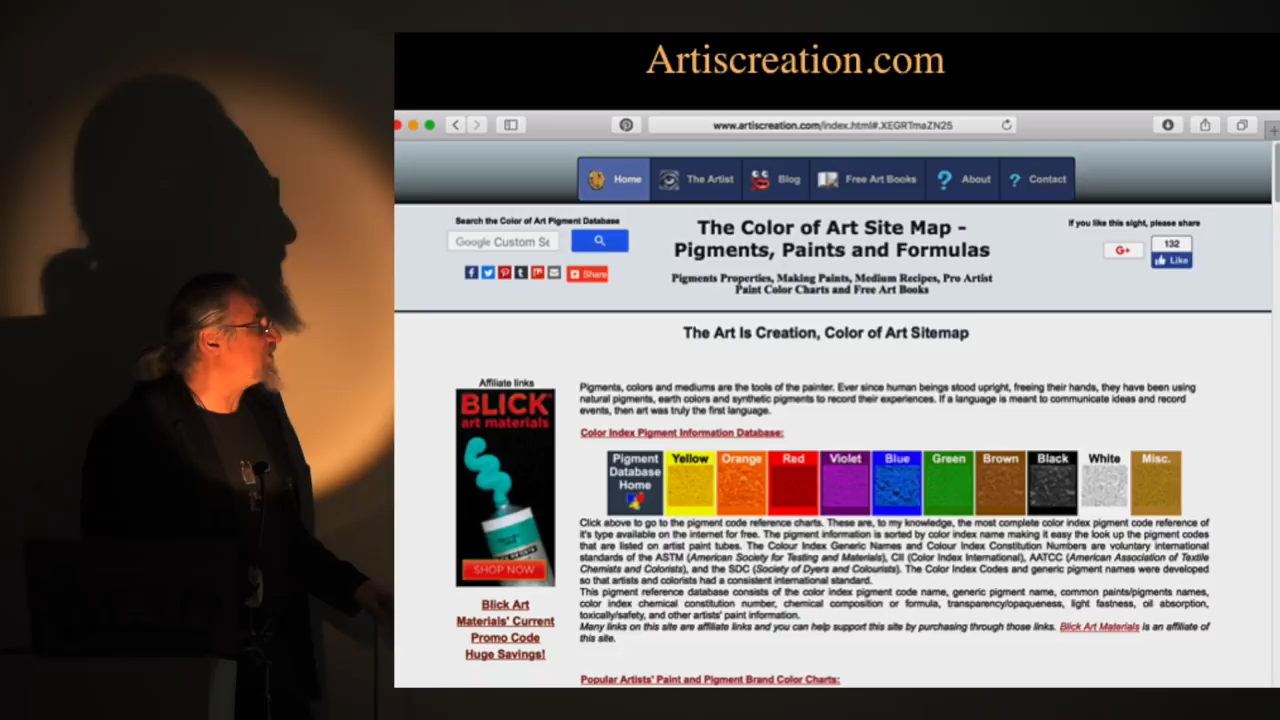 Artiscreation.com
www.artiscreation.com/index.html#.XEGRTmaZN25
Home
The Artist
Blog
Free Art Books
About
Contact
Search the Color of Art Pigment Database
Google Custom Se
The Color of Art Site Map -
Pigments, Paints and Formulas
Pigments Properties, Making Paints, Medium Recipes, Pro Artist
Paint Color Charts and Free Art Books
If you like this sight, please share
G+
132
Like
Share
The Art Is Creation, Color of Art Sitemap
Affiliate links
BLICK
art materials
SHOP NOW
Blick Art
Materials' Current
Promo Code
Huge Savings!
Pigments, colors and mediums are the tools of the painter. Ever since human beings stood upright, freeing their hands, they have been using
natural pigments, earth colors and synthetic pigments to record their experiences. If a language is meant to communicate ideas and record
events, then art was truly the first language.
Color Index Pigment Information Database:
Pigment
Database
Home
Yellow
Orange
Red
Violet
Blue
Green
Brown
Black
White
Misc.
Click above to go to the pigment code reference charts. These are, to my knowledge, the most complete color index pigment code reference of
it's type available on the internet for free. The pigment information is sorted by color index name making it easy the look up the pigment codes
that are listed on artist paint tubes. The Colour Index Generic Names and Colour Index Constitution Numbers are voluntary international
standards of the ASTM (American Society for Testing and Materials), CII (Color Index International), AATCC (American Association of Textile
Chemists and Colorists), and the SDC (Society of Dyers and Colourists). The Color Index Codes and generic pigment names were developed
so that artists and colorists had a consistent international standard.
This pigment reference database consists of the color index pigment code name, generic pigment name, common paints/pigments names,
color index chemical constitution number, chemical composition or formula, transparency/opaqueness, light fastness, oil absorption,
toxically/safety, and other artists' paint information.
Many links on this site are affiliate links and you can help support this site by purchasing through those links. Blick Art Materials is an affiliate of
this site.
Popular Artists' Paint and Pigment Brand Color Charts: